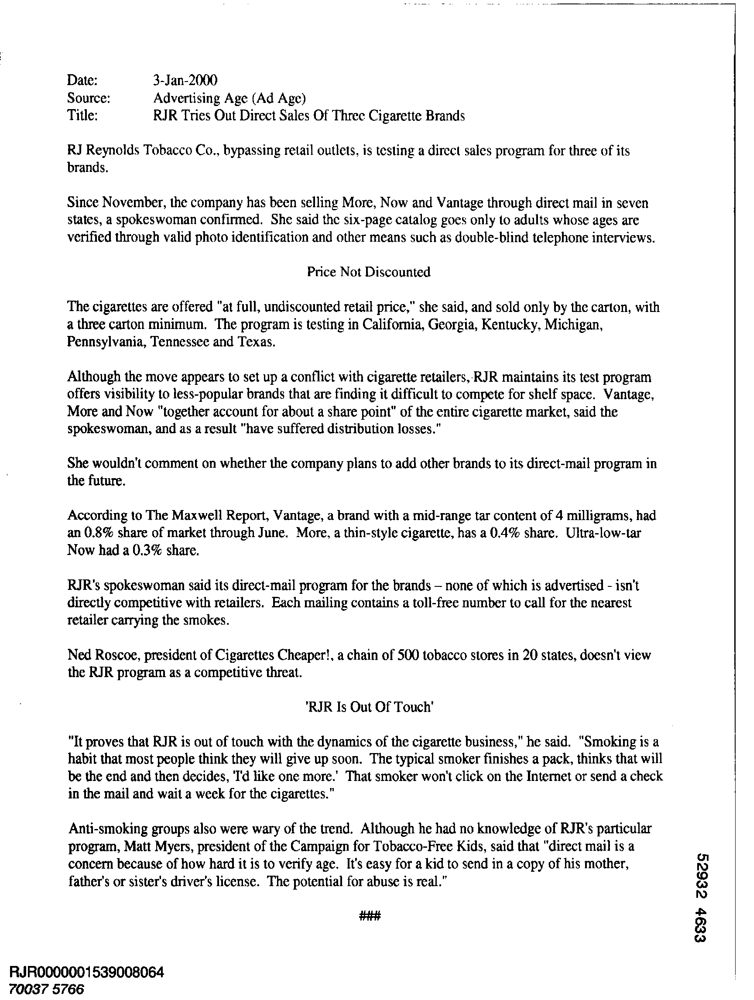 Date: 3-Jan-2000
Source: Advertising Age (Ad Age)
Title: RJR Tries Out Direct Sales Of Three Cigarette Brands
RJ Reynolds Tobacco Co., bypassing retail outlets, is testing a direct sales program for three of its
brands.
Since November, the company has been selling More, Now and Vantage through direct mail in seven
states, a spokeswoman confirmed. She said the six-page catalog goes only to adults whose ages are
verified through valid photo identification and other means such as double-blind telephone interviews.
Price Not Discounted
The cigarettes are offered "at full, undiscounted retail price," she said, and sold only by the carton, with
a three carton minimum. The program is testing in California, Georgia, Kentucky, Michigan,
Pennsylvania, Tennessee and Texas.
Although the move appears to set up a conflict with cigarette retailers, RJR maintains its test program
offers visibility to less-popular brands that are finding it difficult to compete for shelf space. Vantage,
More and Now "together account for about a share point" of the entire cigarette market, said the
spokeswoman, and as a result "have suffered distribution losses."
She wouldn't comment on whether the company plans to add other brands to its direct-mail program in
the future.
According to The Maxwell Report, Vantage, a brand with a mid-range tar content of 4 milligrams, had
an 0.8% share of market through June. More, a thin-style cigarette, has a 0.4% share. Ultra-low-tar
Now had a 0.3% share.
RJR's spokeswoman said its direct-mail program for the brands – none of which is advertised - isn't
directly competitive with retailers. Each mailing contains a toll-free number to call for the nearest
retailer carrying the smokes.
Ned Roscoe, president of Cigarettes Cheaper!, a chain of 500 tobacco stores in 20 states, doesn't view
the RJR program as a competitive threat.
'RJR Is Out Of Touch'
"It proves that RJR is out of touch with the dynamics of the cigarette business," he said. "Smoking is a
habit that most people think they will give up soon. The typical smoker finishes a pack, thinks that will
be the end and then decides, 'I'd like one more.' That smoker won't click on the Internet or send a check
in the mail and wait a week for the cigarettes."
Anti-smoking groups also were wary of the trend. Although he had no knowledge of RJR's particular
program, Matt Myers, president of the Campaign for Tobacco-Free Kids, said that "direct mail is a
concern because of how hard it is to verify age. It's easy for a kid to send in a copy of his mother,
father's or sister's driver's license. The potential for abuse is real."
###
52932 4633
RJR0000001539008064
70037 5766